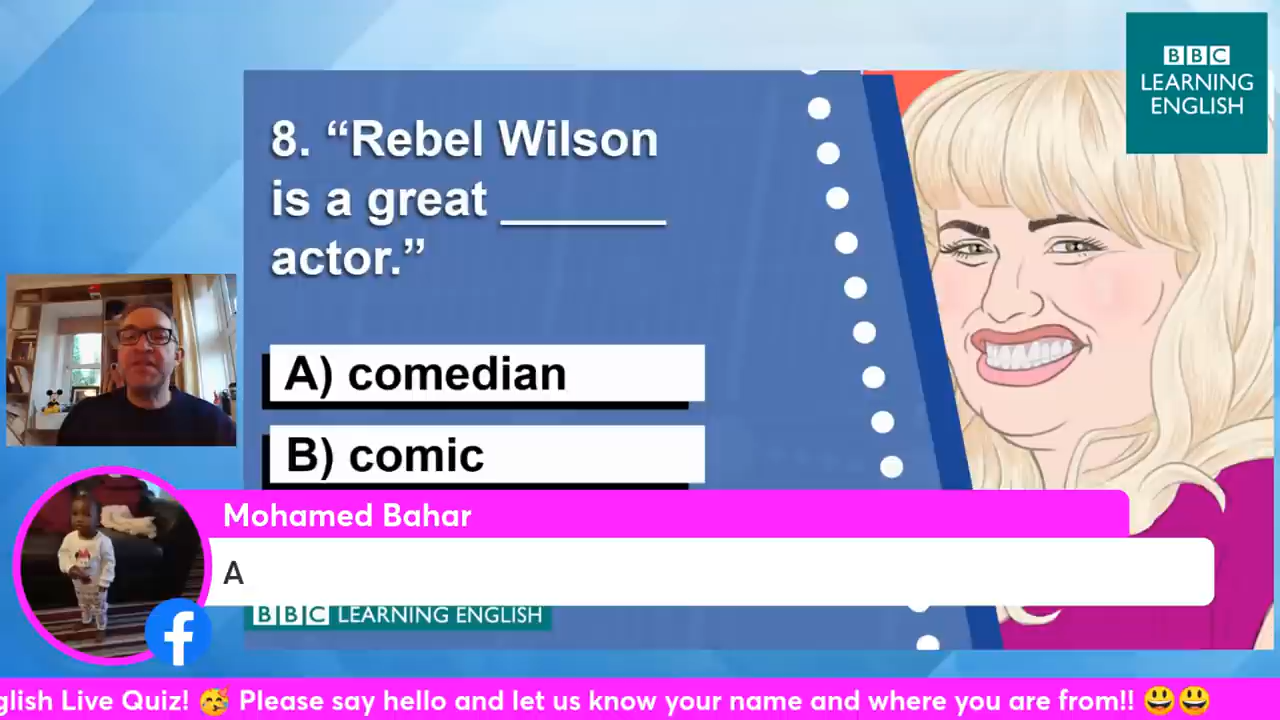 BBC
LEARNING
ENGLISH
8. “Rebel Wilson
is a great ______
actor.”
A) comedian
B) comic
Mohamed Bahar
A
BBC LEARNING ENGLISH
glish Live Quiz! 🥳 Please say hello and let us know your name and where you are from!! 😃😃